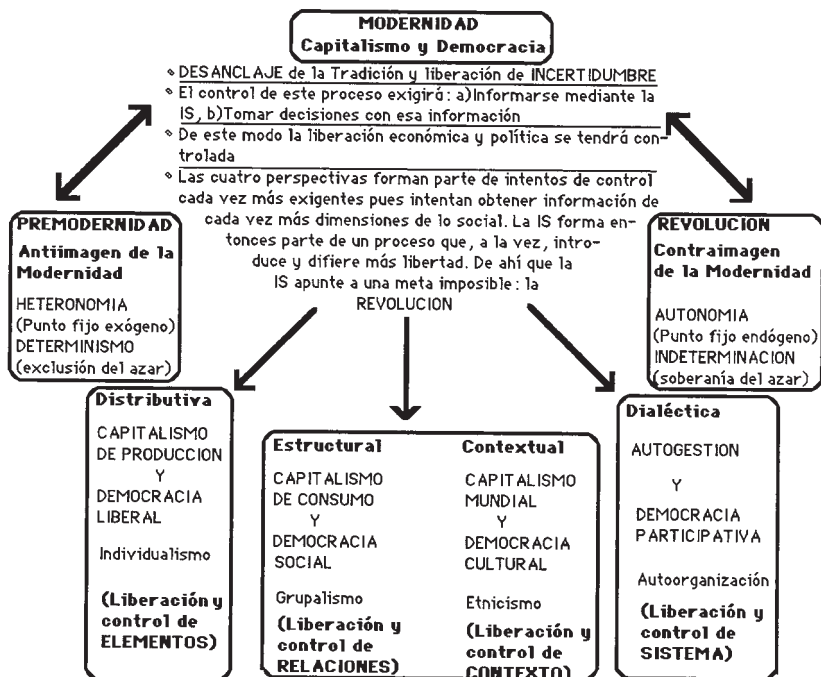 MODERNIDAD
Capitalismo y Democracia
° DESANCLAJE de la Tradición y liberación de INCERTIDUMBRE
° El control de este proceso exigirá: a)Informarse mediante la
IS, b)Tomar decisiones con esa información
° De este modo la liberación económica y política se tendrá con-
trolada
° Las cuatro perspectivas forman parte de intentos de control
cada vez más exigentes pues intentan obtener información de
cada vez más dimensiones de lo social. La IS forma en-
tonces parte de un proceso que, a la vez, intro-
duce y difiere más libertad. De ahí que la
IS apunte a una meta imposible: la
REVOLUCION
PREMODERNIDAD
Antiimagen de la
Modernidad
HETERONOMIA
(Punto fijo exógeno)
DETERMINISMO
(exclusión del azar)
REVOLUCION
Contraimagen
de la Modernidad
AUTONOMIA
(Punto fijo endógeno)
INDETERMINACION
(soberanía del azar)
Distributiva
CAPITALISMO
DE PRODUCCION
Y
DEMOCRACIA
LIBERAL
Individualismo
(Liberación y
control de
ELEMENTOS)
Estructural
CAPITALISMO
DE CONSUMO
Y
DEMOCRACIA
SOCIAL
Grupalismo
(Liberación y
control de
RELACIONES)
Contextual
CAPITALISMO
MUNDIAL
Y
DEMOCRACIA
CULTURAL
Etnicismo
(Liberación y
control de
CONTEXTO)
Dialéctica
AUTOGESTION
Y
DEMOCRACIA
PARTICIPATIVA
Autoorganización
(Liberación y
control de
SISTEMA)